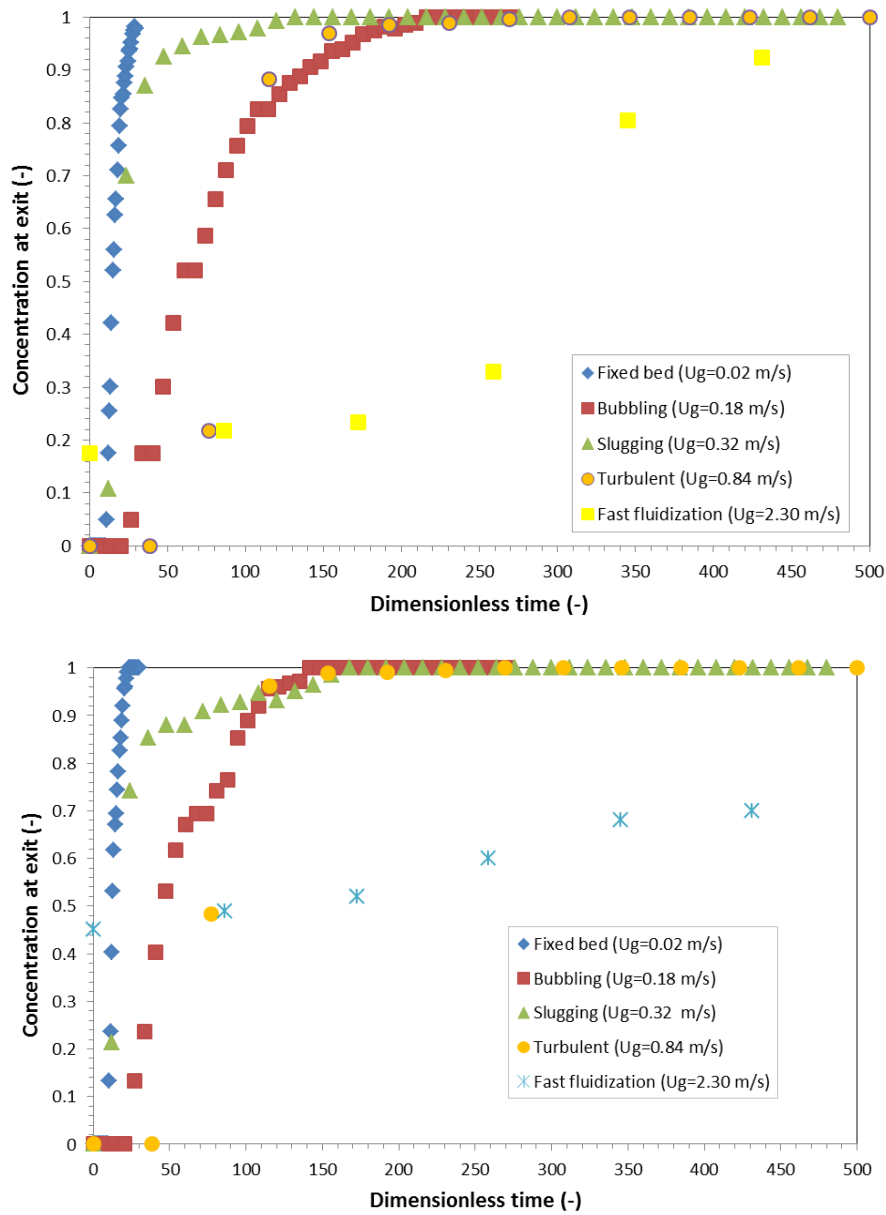 1
0.9
0.8
0.7
0.6
0.5
0.4
0.3
0.2
0.1
0
Concentration at exit (-)
Fixed bed (Ug=0.02 m/s)
Bubbling (Ug=0.18 m/s)
Slugging (Ug=0.32 m/s)
Turbulent (Ug=0.84 m/s)
Fast fluidization (Ug=2.30 m/s)
0 50 100 150 200 250 300 350 400 450 500
Dimensionless time (-)
1
0.9
0.8
0.7
0.6
0.5
0.4
0.3
0.2
0.1
0
Concentration at exit (-)
Fixed bed (Ug=0.02 m/s)
Bubbling (Ug=0.18 m/s)
Slugging (Ug=0.32 m/s)
Turbulent (Ug=0.84 m/s)
Fast fluidization (Ug=2.30 m/s)
0 50 100 150 200 250 300 350 400 450 500
Dimensionless time (-)